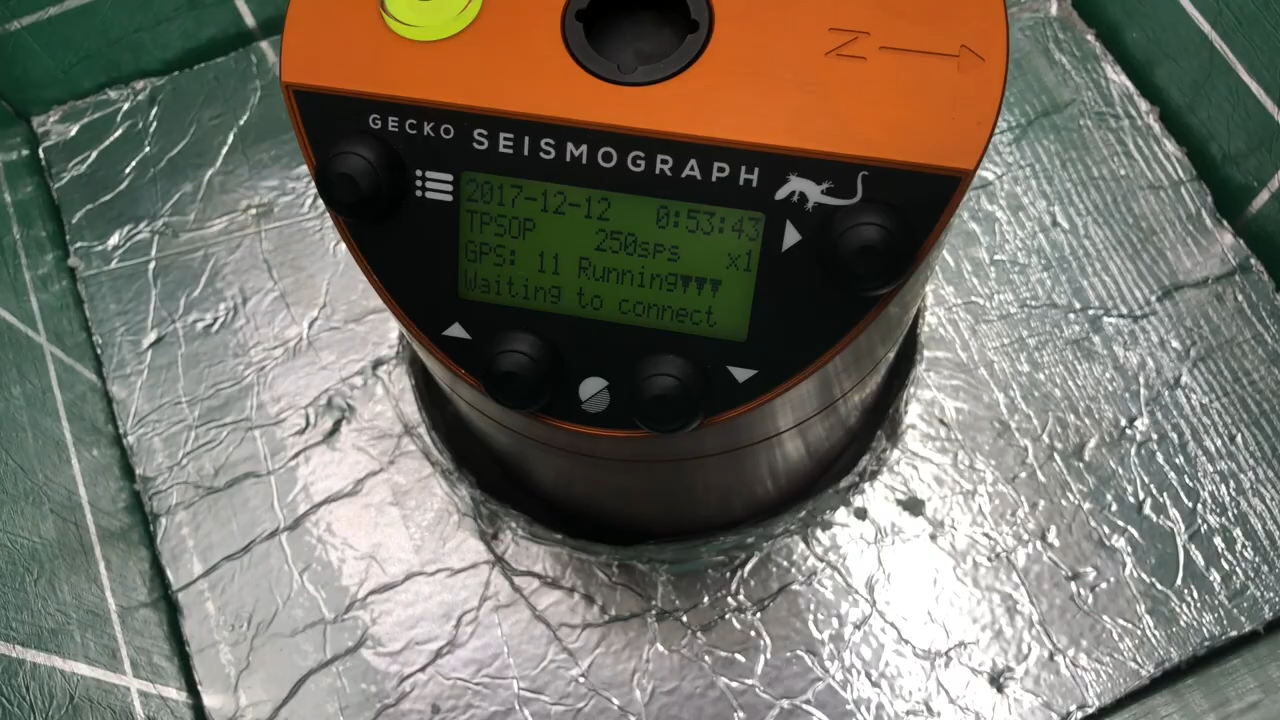 N
GECKO SEISMOGRAPH
2017-12-12 0:53:43
TPSOP 250sps x1
GPS: 11 Running
Waiting to connect